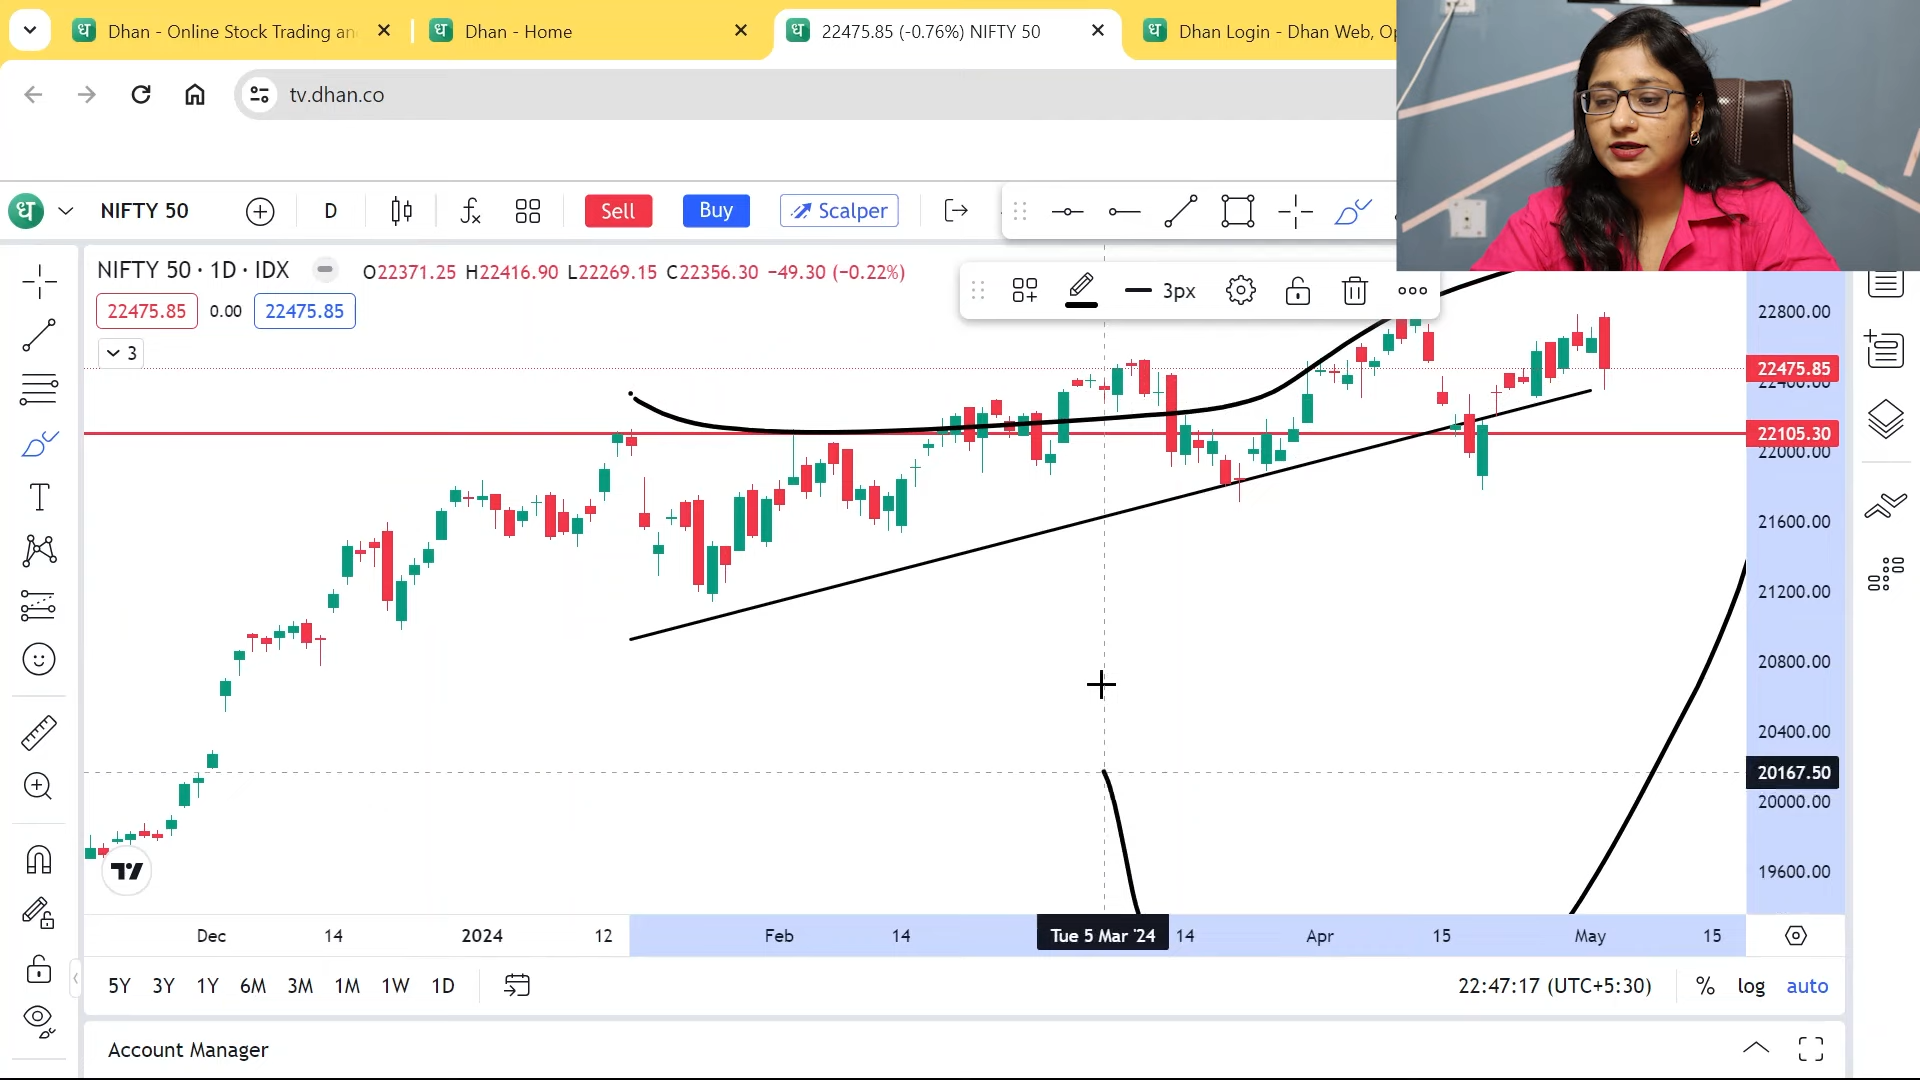 ध Dhan - Online Stock Trading an
ध Dhan - Home
ध 22475.85 (-0.76%) NIFTY 50
ध Dhan Login - Dhan Web, Op
tv.dhan.co
ध NIFTY 50 D Sell Buy Scalper
NIFTY 50 · 1D · IDX O22371.25 H22416.90 L22269.15 C22356.30 −49.30 (−0.22%)
3px
22475.85 0.00 22475.85
3
22800.00
22475.85
22400.00
22105.30
22000.00
21600.00
21200.00
20800.00
20400.00
20167.50
20000.00
19600.00
Dec 14 2024 12 Feb 14 Tue 5 Mar '24 14 Apr 15 May 15
5Y 3Y 1Y 6M 3M 1M 1W 1D 22:47:17 (UTC+5:30) % log auto
Account Manager